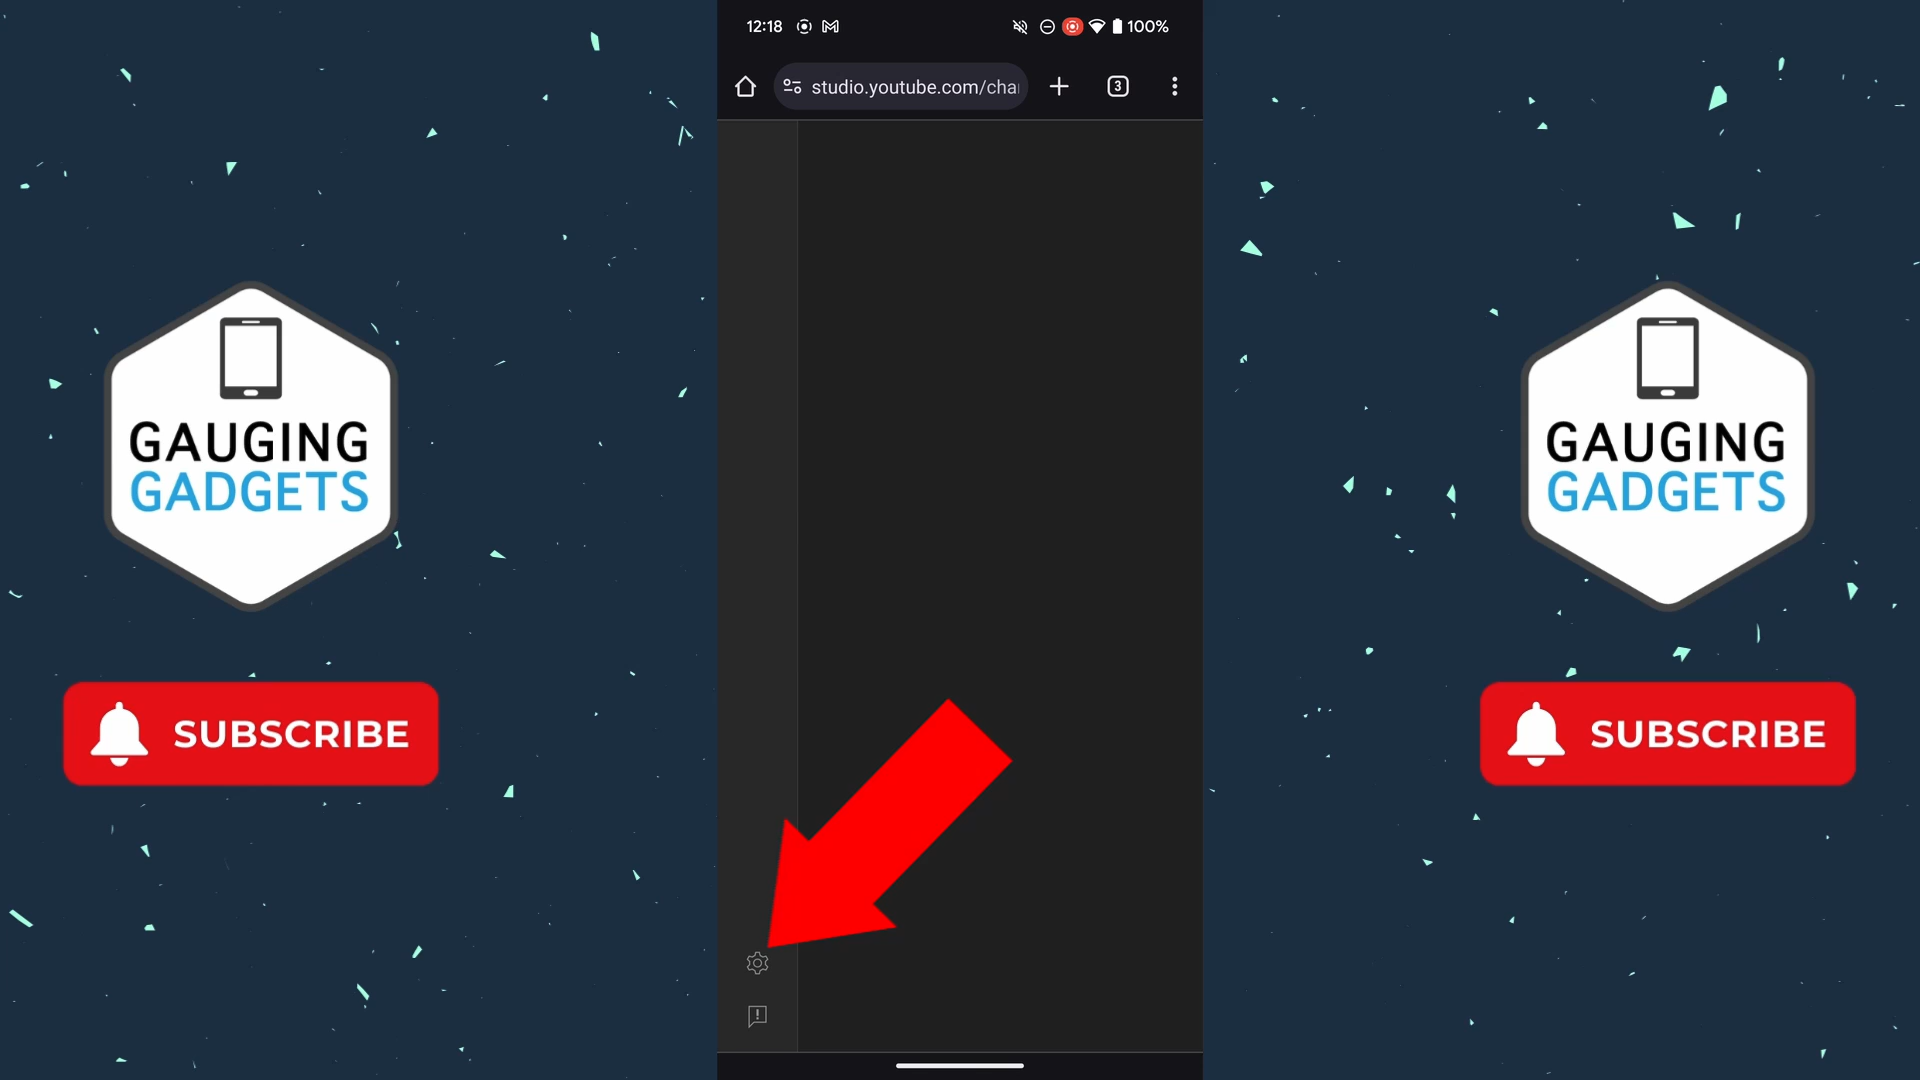 12:18
100%
studio.youtube.com/cha
3
GAUGING
GADGETS
SUBSCRIBE
GAUGING
GADGETS
SUBSCRIBE